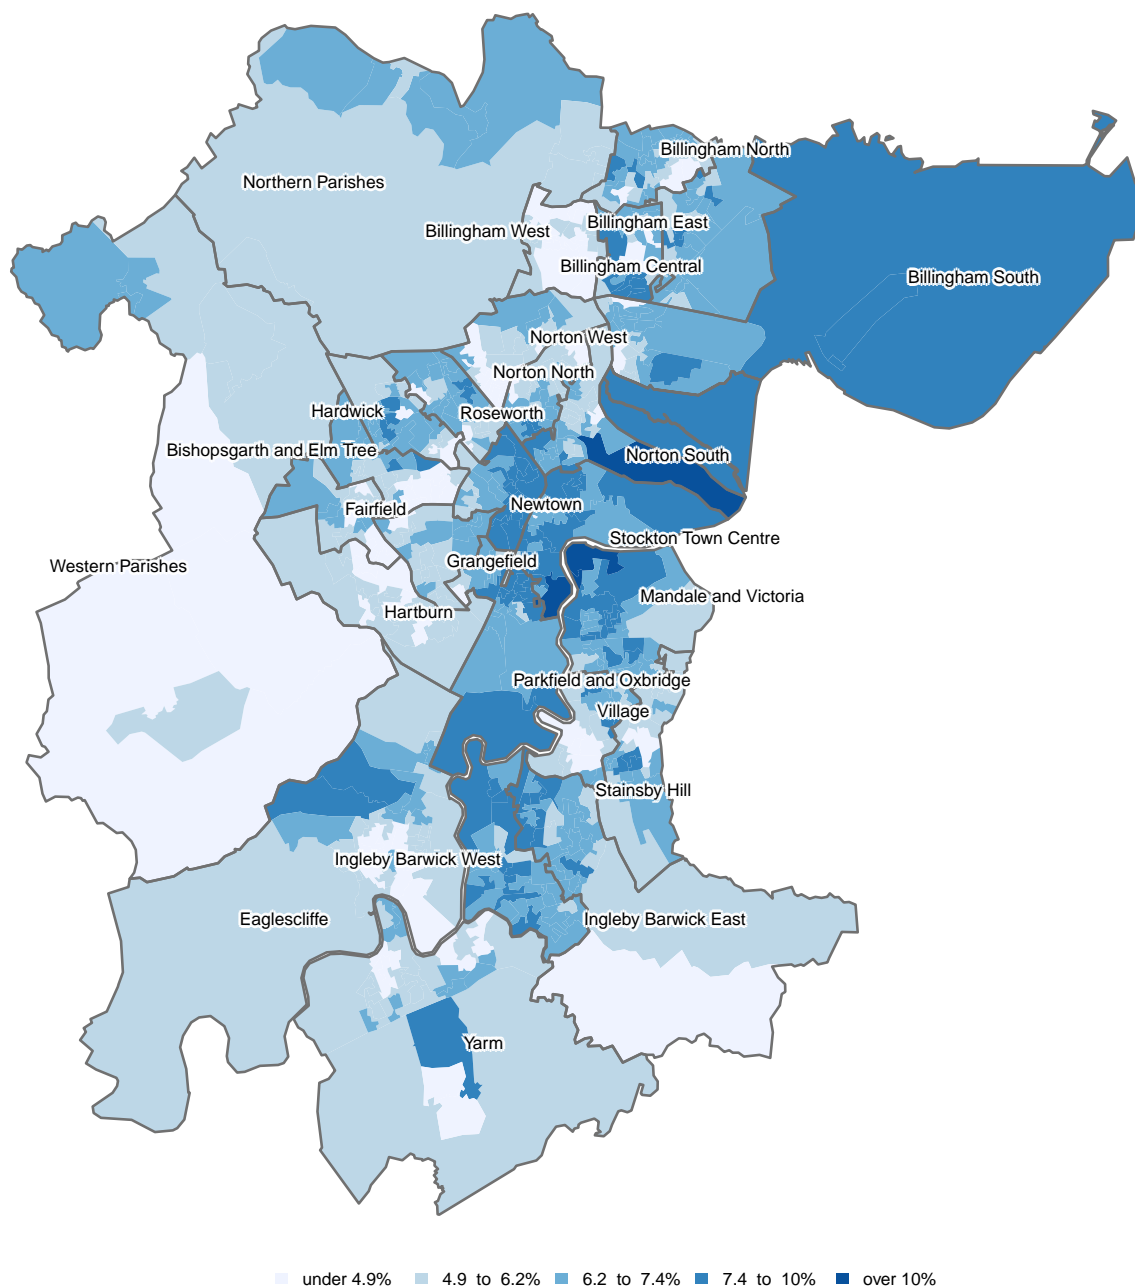 Billingham North
Northern Parishes
Billingham East
Billingham West
Billingham Central
Billingham South
Norton West
Norton North
Hardwick
Roseworth
Bishopsgarth and Elm Tree
Norton South
Fairfield
Newtown
Stockton Town Centre
Western Parishes
Grangefield
Mandale and Victoria
Hartburn
Parkfield and Oxbridge
Village
Stainsby Hill
Ingleby Barwick West
Eaglescliffe
Ingleby Barwick East
Yarm
under 4.9% 4.9 to 6.2% 6.2 to 7.4% 7.4 to 10% over 10%